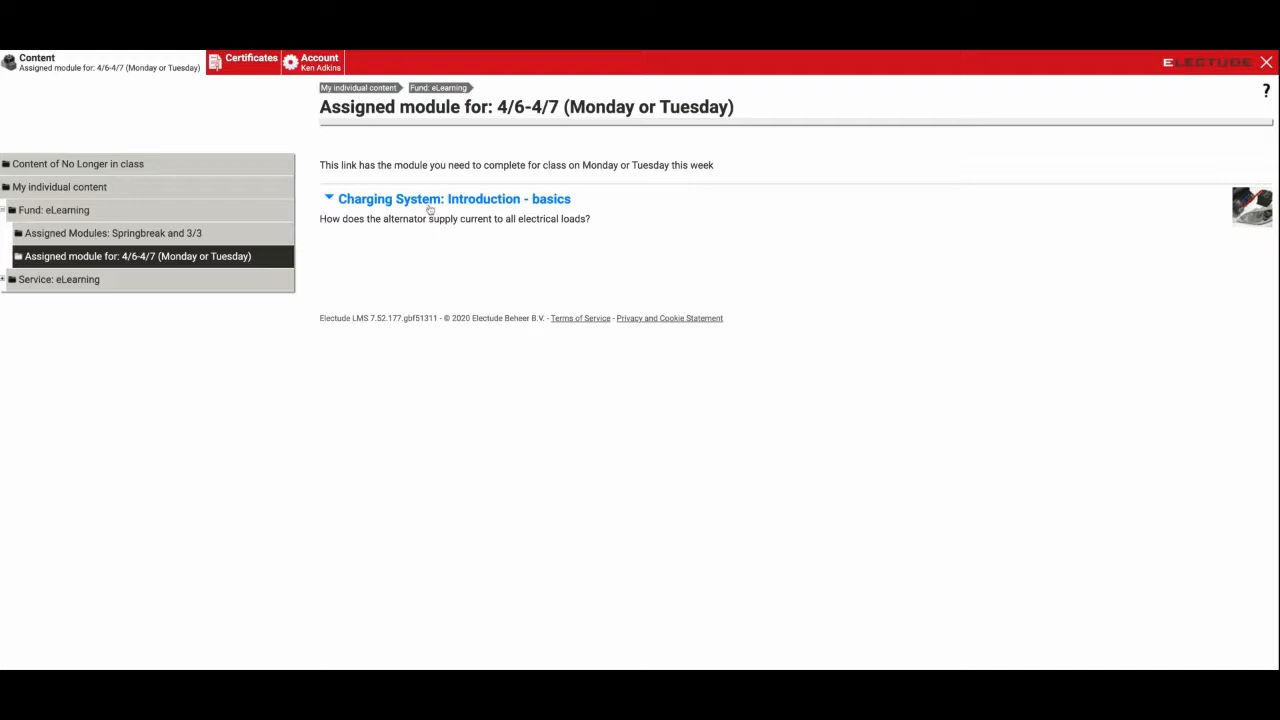 Content
Assigned module for: 4/6-4/7 (Monday or Tuesday)
Certificates
Account
Ken Adkins
ELECTUDE
My individual content
Fund: eLearning
?
Assigned module for: 4/6-4/7 (Monday or Tuesday)
Content of No Longer in class
My individual content
Fund: eLearning
Assigned Modules: Springbreak and 3/3
Assigned module for: 4/6-4/7 (Monday or Tuesday)
Service: eLearning
This link has the module you need to complete for class on Monday or Tuesday this week
Charging System: Introduction - basics
How does the alternator supply current to all electrical loads?
Electude LMS 7.52.177.gbf51311 - © 2020 Electude Beheer B.V. - Terms of Service - Privacy and Cookie Statement